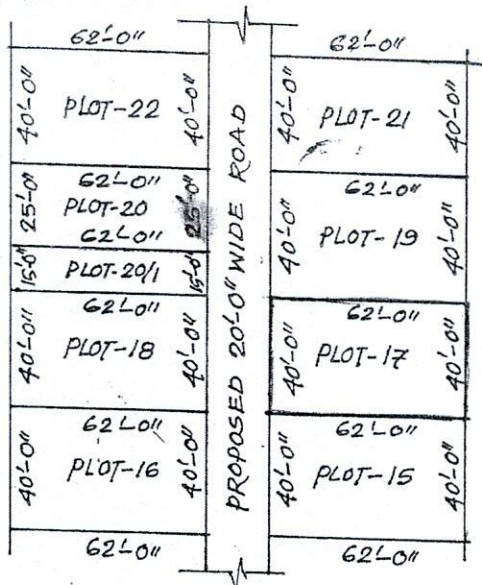 62'-0"
40'-0" PLOT-22 40'-0"
62'-0"
25'-0" PLOT-20 25'-0"
62'-0"
15'-0" PLOT-20/1 15'-0"
62'-0"
40'-0" PLOT-18 40'-0"
62'-0"
40'-0" PLOT-16 40'-0"
62'-0"
PROPOSED 20'-0" WIDE ROAD
62'-0"
40'-0" PLOT-21 40'-0"
62'-0"
40'-0" PLOT-19 40'-0"
62'-0"
40'-0" PLOT-17 40'-0"
62'-0"
40'-0" PLOT-15 40'-0"
62'-0"